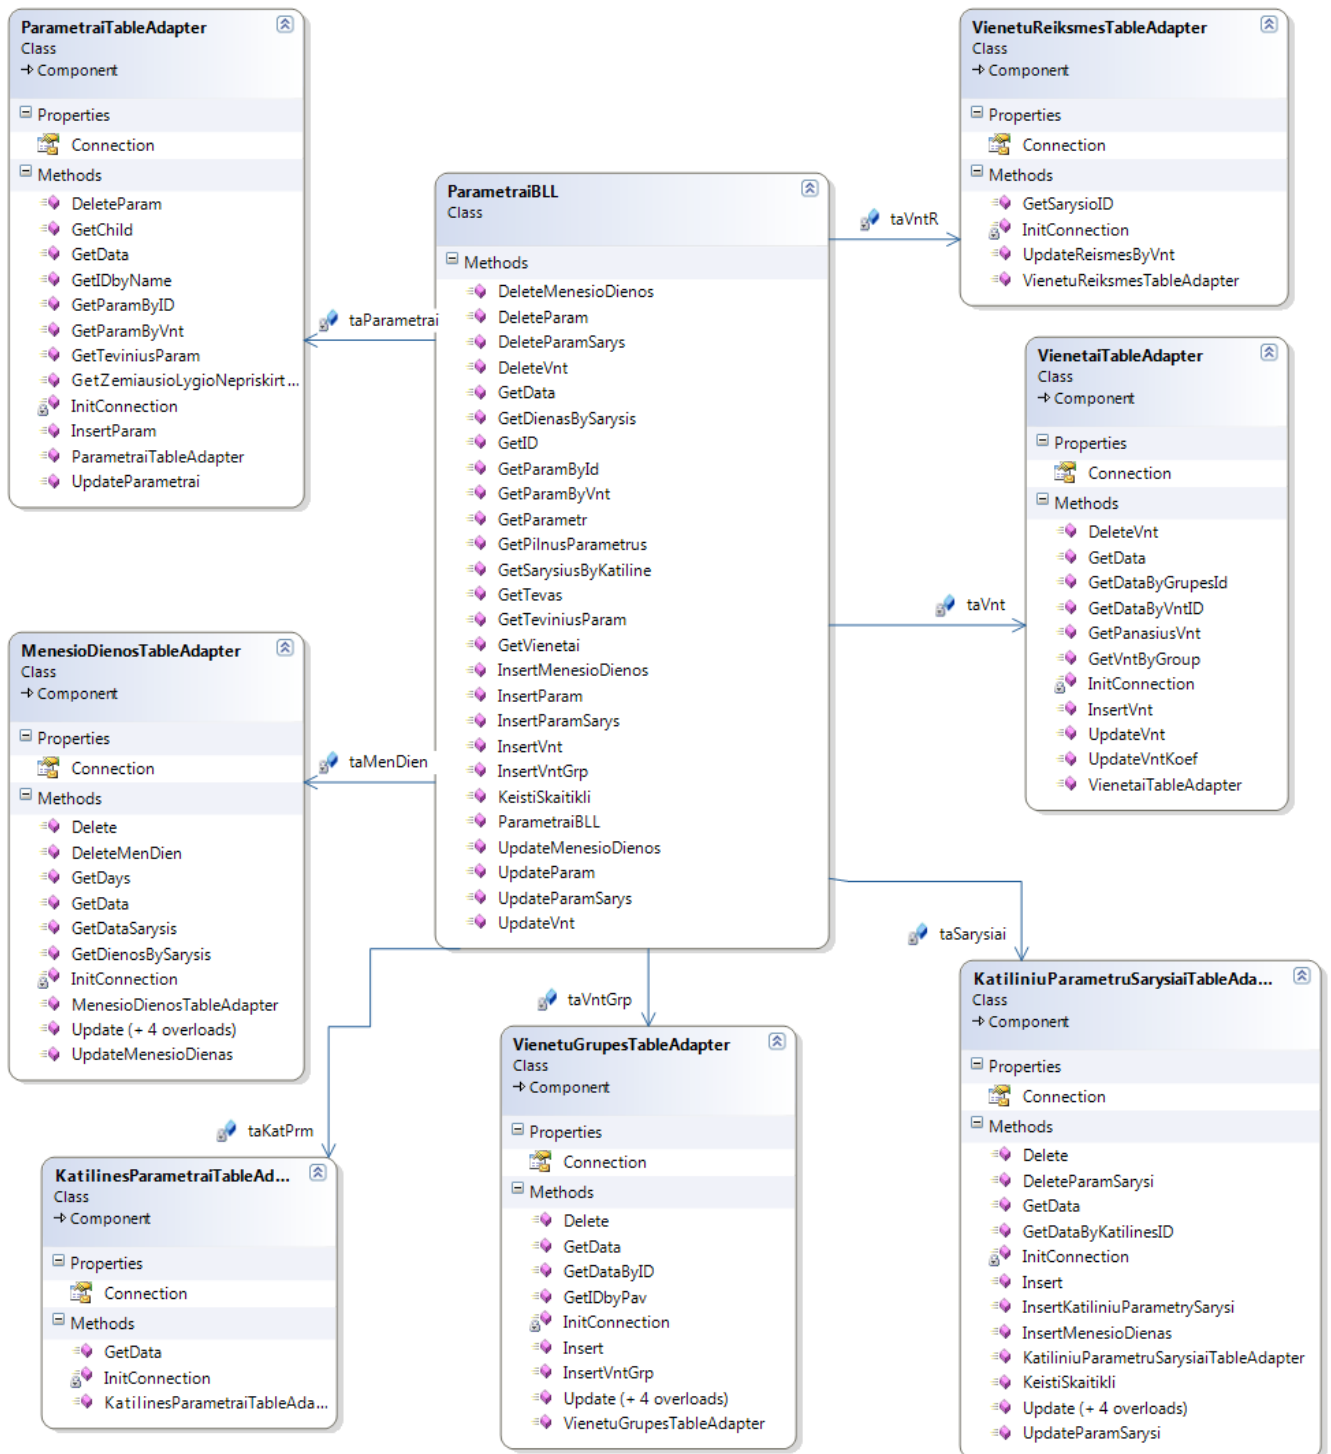 ParametraiTableAdapter
Class
Component
Properties
Connection
Methods
DeleteParam
GetChild
GetData
GetIDbyName
GetParamByID
GetParamByVnt
GetTeviniusParam
GetZemiausioLygioNepriskirt...
InitConnection
InsertParam
ParametraiTableAdapter
UpdateParametrai
taParametrai
ParametraiBLL
Class
Methods
DeleteMenesioDienos
DeleteParam
DeleteParamSarys
DeleteVnt
GetData
GetDienasBySarysis
GetID
GetParamById
GetParamByVnt
GetParametr
GetPilnusParametrus
GetSarysiusByKatiline
GetTevas
GetTeviniusParam
GetVienetai
InsertMenesioDienos
InsertParam
InsertParamSarys
InsertVnt
InsertVntGrp
KeistiSkaitikli
ParametraiBLL
UpdateMenesioDienos
UpdateParam
UpdateParamSarys
UpdateVnt
taVntR
VienetuReiksmesTableAdapter
Class
Component
Properties
Connection
Methods
GetSarysioID
InitConnection
UpdateReismesByVnt
VienetuReiksmesTableAdapter
taVnt
VienetaiTableAdapter
Class
Component
Properties
Connection
Methods
DeleteVnt
GetData
GetDataByGrupesId
GetDataByVntID
GetPanasiusVnt
GetVntByGroup
InitConnection
InsertVnt
UpdateVnt
UpdateVntKoef
VienetaiTableAdapter
MenesioDienosTableAdapter
Class
Component
Properties
Connection
Methods
Delete
DeleteMenDien
GetDays
GetData
GetDataSarysis
GetDienosBySarysis
InitConnection
MenesioDienosTableAdapter
Update (+ 4 overloads)
UpdateMenesioDienas
taMenDien
taKatPrm
KatilinesParametraiTableAd...
Class
Component
Properties
Connection
Methods
GetData
InitConnection
KatilinesParametraiTableAda...
taVntGrp
VienetuGrupesTableAdapter
Class
Component
Properties
Connection
Methods
Delete
GetData
GetDataByID
GetIDbyPav
InitConnection
Insert
InsertVntGrp
Update (+ 4 overloads)
VienetuGrupesTableAdapter
taSarysiai
KatiliniuParametruSarysiaiTableAda...
Class
Component
Properties
Connection
Methods
Delete
DeleteParamSarysi
GetData
GetDataByKatilinesID
InitConnection
Insert
InsertKatiliniuParametrySarysi
InsertMenesioDienas
KatiliniuParametruSarysiaiTableAdapter
KeistiSkaitikli
Update (+ 4 overloads)
UpdateParamSarysi